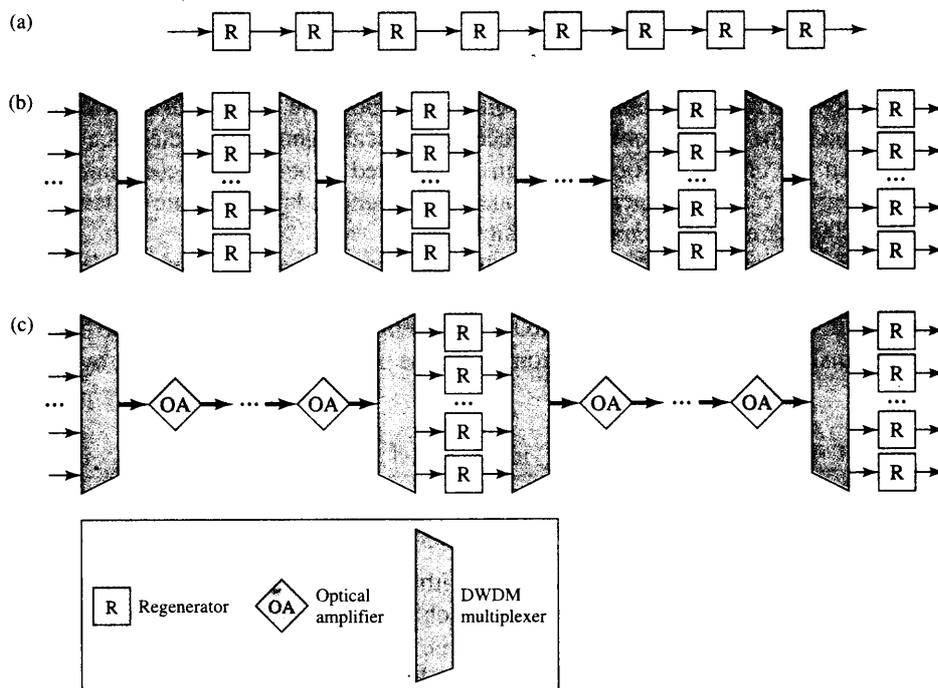 (a)
R R R R R R R R
(b)
R R R R
R R R R
... ... ... ... ...
R R R R
R R R R
(c)
R R
R R
... OA ... OA ... OA ... OA ...
R R
R R
R Regenerator
OA Optical amplifier
DWDM multiplexer